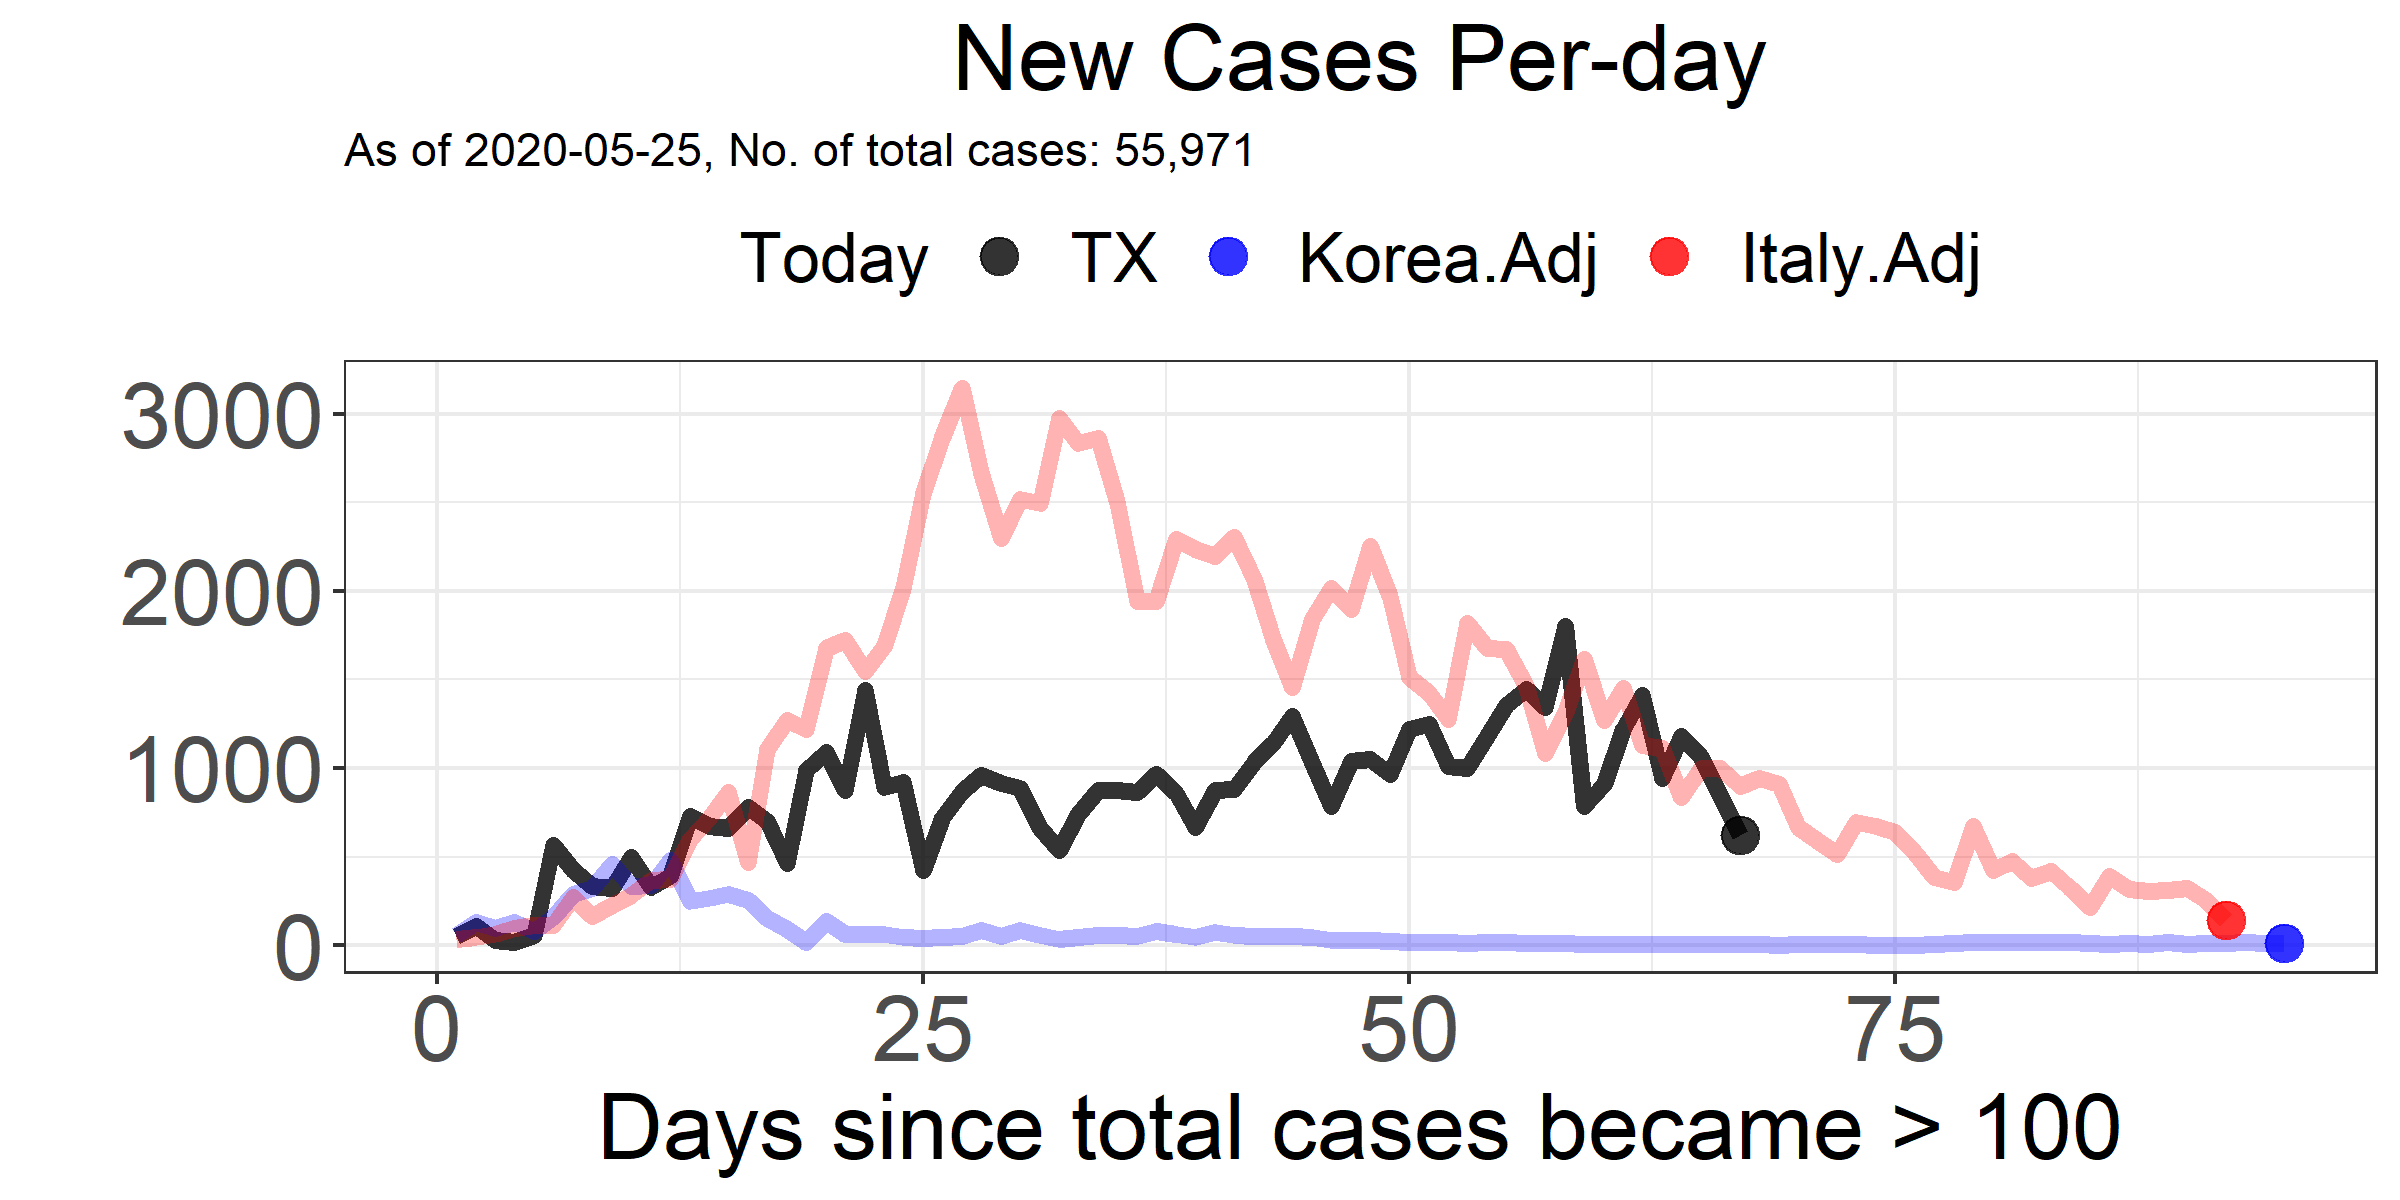 New Cases Per-day
As of 2020-05-25, No. of total cases: 55,971
Today TX Korea.Adj Italy.Adj
3000
2000
1000
0
0 25 50 75
Days since total cases became > 100